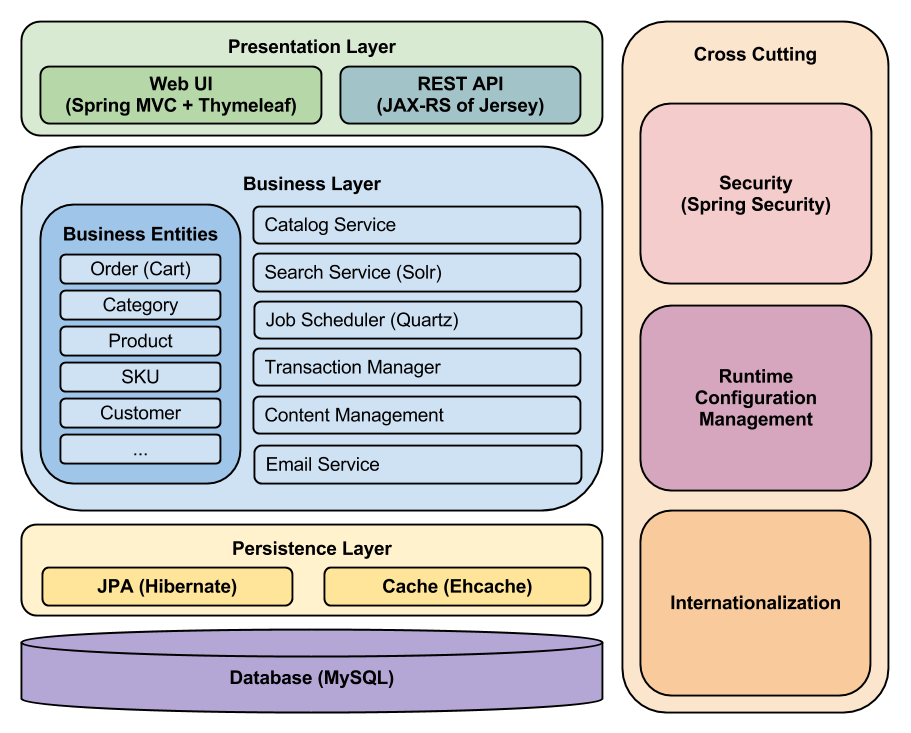 Presentation Layer
Web UI
(Spring MVC + Thymeleaf)
REST API
(JAX-RS of Jersey)
Business Layer
Business Entities
Order (Cart)
Category
Product
SKU
Customer
...
Catalog Service
Search Service (Solr)
Job Scheduler (Quartz)
Transaction Manager
Content Management
Email Service
Persistence Layer
JPA (Hibernate)
Cache (Ehcache)
Database (MySQL)
Cross Cutting
Security
(Spring Security)
Runtime
Configuration
Management
Internationalization